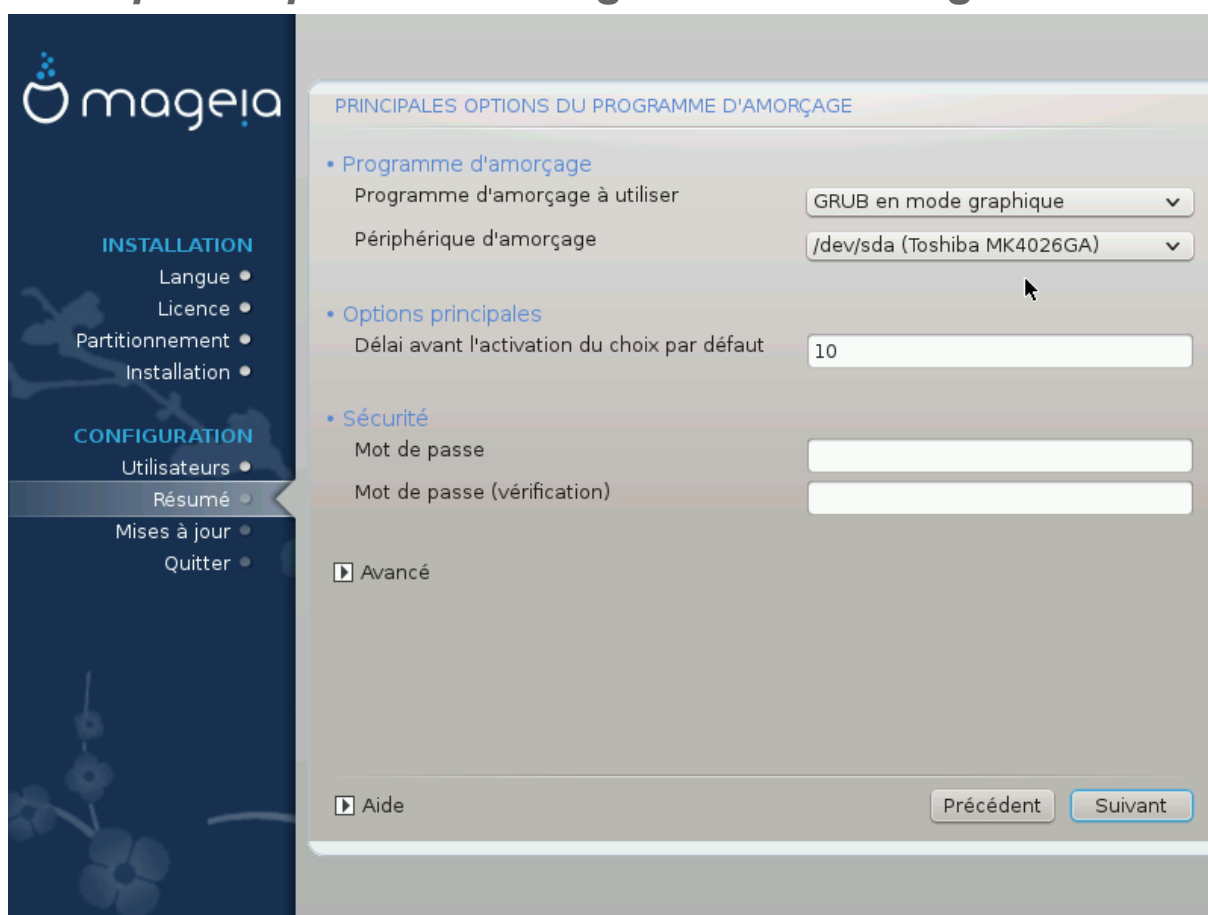 mageia
INSTALLATION
Langue
Licence
Partitionnement
Installation
CONFIGURATION
Utilisateurs
Résumé
Mises à jour
Quitter
PRINCIPALES OPTIONS DU PROGRAMME D'AMORÇAGE
• Programme d'amorçage
Programme d'amorçage à utiliser
GRUB en mode graphique
Périphérique d'amorçage
/dev/sda (Toshiba MK4026GA)
• Options principales
Délai avant l'activation du choix par défaut
10
• Sécurité
Mot de passe
Mot de passe (vérification)
Avancé
Aide
Précédent
Suivant